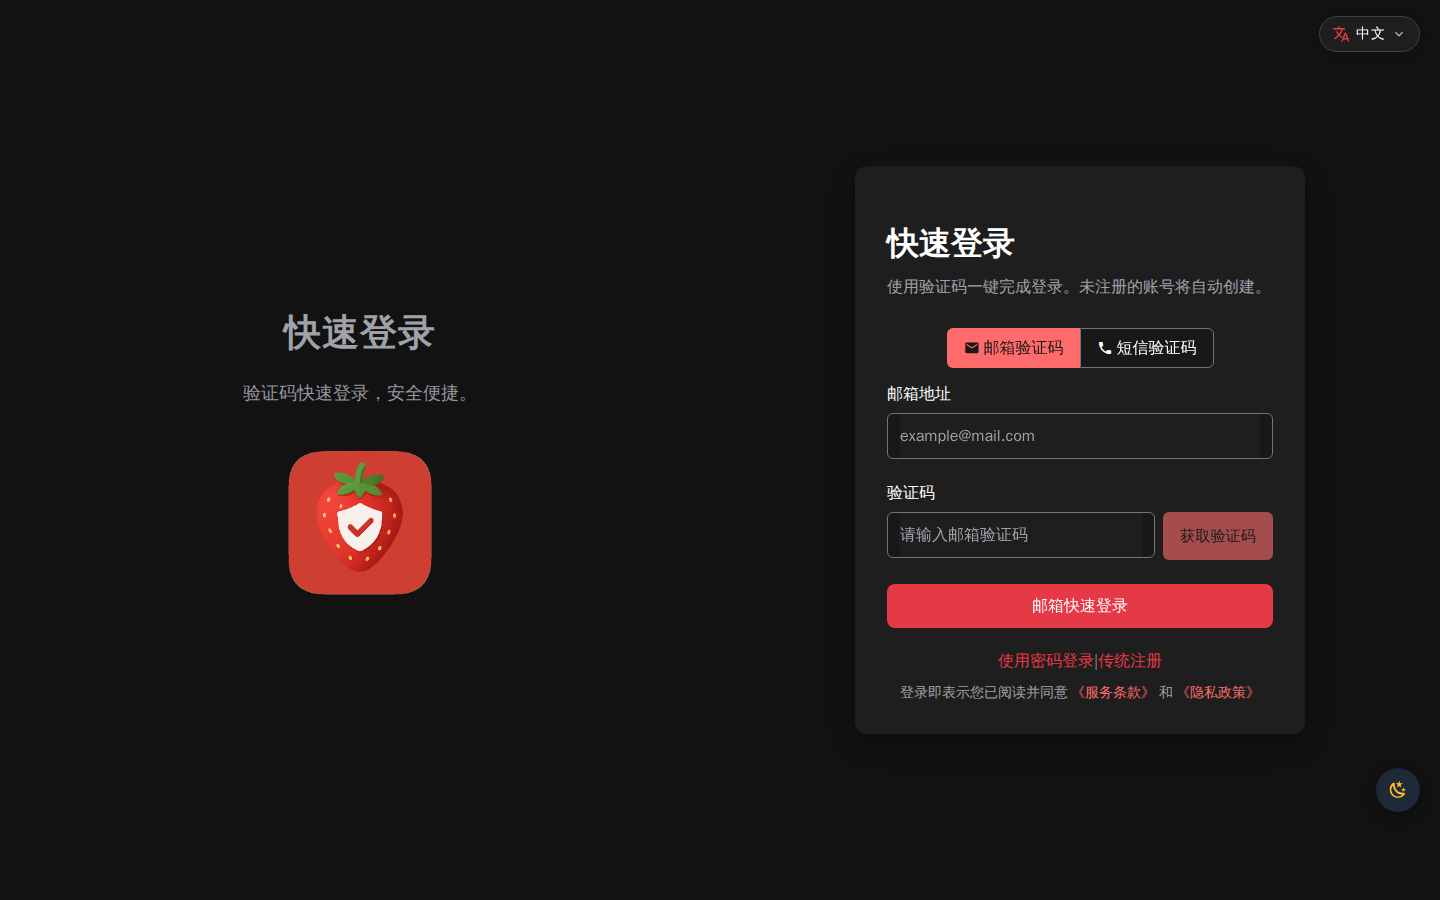 中文
快速登录
验证码快速登录，安全便捷。
快速登录
使用验证码一键完成登录。未注册的账号将自动创建。
邮箱验证码 短信验证码
邮箱地址
example@mail.com
验证码
请输入邮箱验证码 获取验证码
邮箱快速登录
使用密码登录|传统注册
登录即表示您已阅读并同意 《服务条款》 和 《隐私政策》